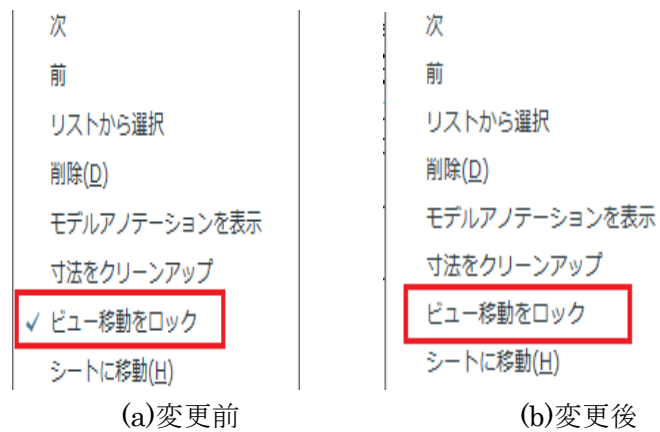 次
前
リストから選択
削除(D)
モデルアノテーションを表示
寸法をクリーンアップ
✓ ビュー移動をロック
シートに移動(H)
(a)変更前
次
前
リストから選択
削除(D)
モデルアノテーションを表示
寸法をクリーンアップ
ビュー移動をロック
シートに移動(H)
(b)変更後